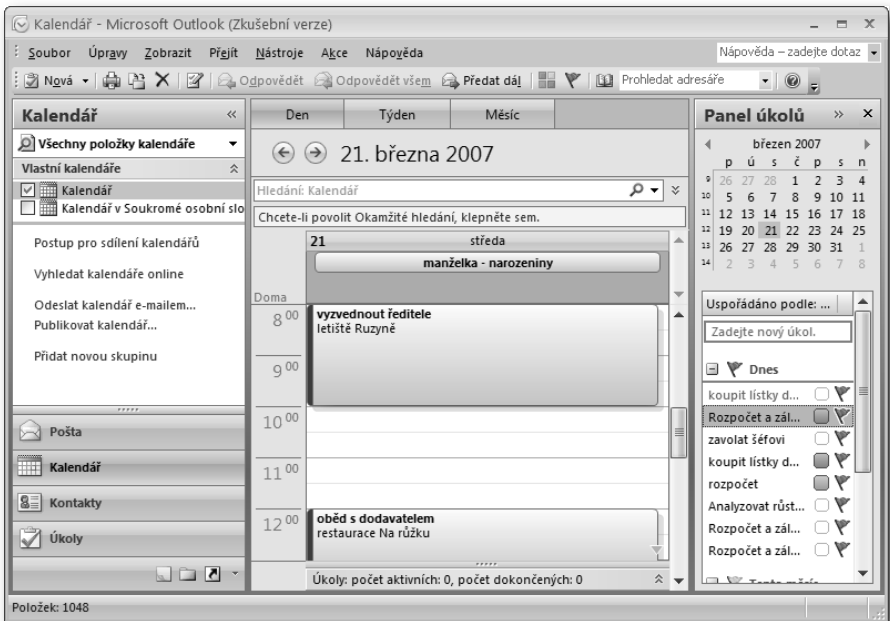 Kalendář - Microsoft Outlook (Zkušební verze)
Soubor Úpravy Zobrazit Přejít Nástroje Akce Nápověda Nápověda – zadejte dotaz
Nová Odpovědět Odpovědět všem Předat dál Prohledat adresáře
Kalendář «
Všechny položky kalendáře
Vlastní kalendáře
Kalendář
Kalendář v Soukromé osobní slo
Postup pro sdílení kalendářů
Vyhledat kalendáře online
Odeslat kalendář e-mailem...
Publikovat kalendář...
Přidat novou skupinu
Pošta
Kalendář
Kontakty
Úkoly
Den Týden Měsíc
21. března 2007
Hledání: Kalendář
Chcete-li povolit Okamžité hledání, klepněte sem.
21 středa
manželka - narozeniny
Doma
8 00 vyzvednout ředitele
letiště Ruzyně
9 00
10 00
11 00
12 00 oběd s dodavatelem
restaurace Na růžku
Úkoly: počet aktivních: 0, počet dokončených: 0
Panel úkolů » ×
březen 2007
p ú s č p s n
9 26 27 28 1 2 3 4
10 5 6 7 8 9 10 11
11 12 13 14 15 16 17 18
12 19 20 21 22 23 24 25
13 26 27 28 29 30 31 1
14 2 3 4 5 6 7 8
Uspořádáno podle: ...
Zadejte nový úkol.
Dnes
koupit lístky d...
Rozpočet a zál...
zavolat šéfovi
koupit lístky d...
rozpočet
Analyzovat růst...
Rozpočet a zál...
Rozpočet a zál...
Tento měsíc
Položek: 1048